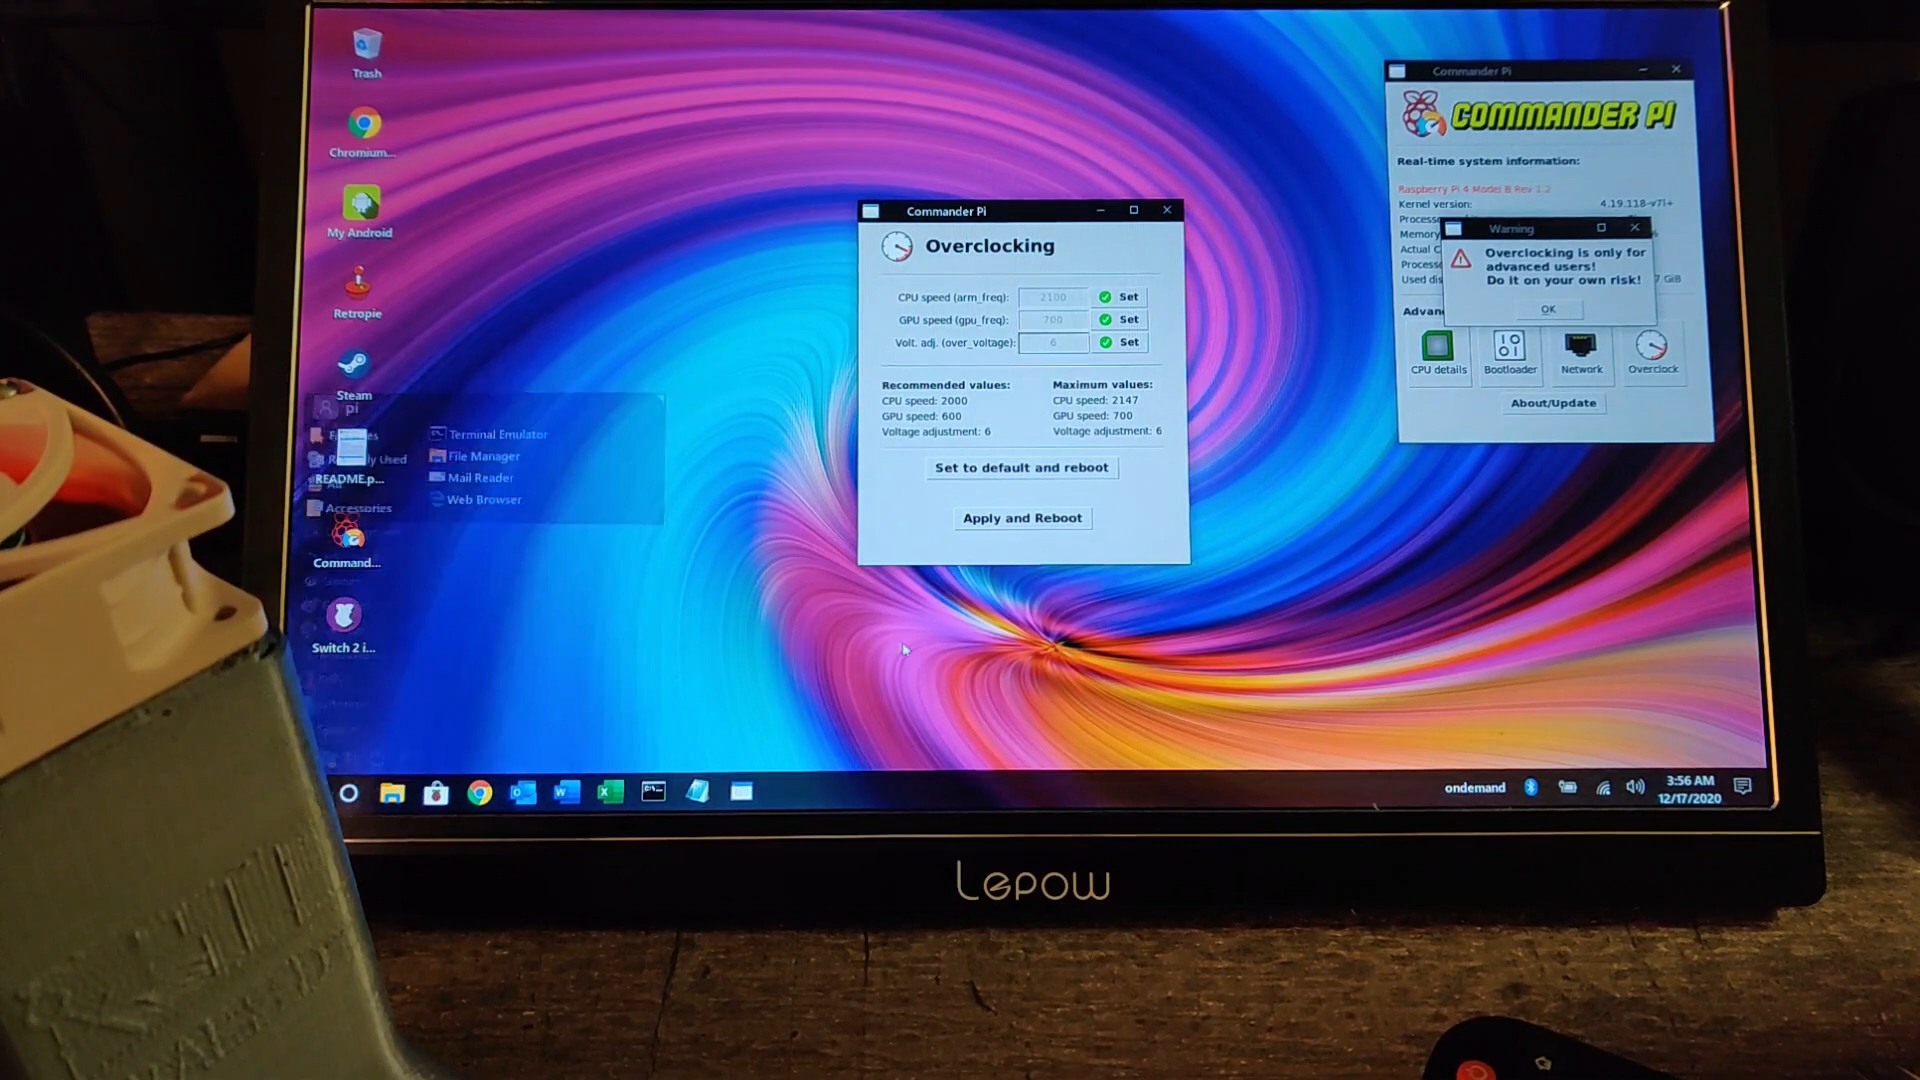 Trash
Chromium...
My Android
Retropie
Steam
pi
Terminal Emulator
File Manager
Mail Reader
Web Browser
README.p...
Accessories
Command...
Switch 2 i...
Commander Pi
Overclocking
CPU speed (arm_freq): 2100 Set
GPU speed (gpu_freq): 700 Set
Volt. adj. (over_voltage): 6 Set
Recommended values:
CPU speed: 2000
GPU speed: 600
Voltage adjustment: 6
Maximum values:
CPU speed: 2147
GPU speed: 700
Voltage adjustment: 6
Set to default and reboot
Apply and Reboot
Commander Pi
COMMANDER PI
Real-time system information:
Raspberry Pi 4 Model B Rev 1.2
Kernel version: 4.19.118-v7l+
Memory
Actual C
Used dis
Warning
Overclocking is only for
advanced users!
Do it on your own risk!
OK
CPU details
Bootloader
Network
Overclock
About/Update
ondemand
3:56 AM
12/17/2020
Lepow